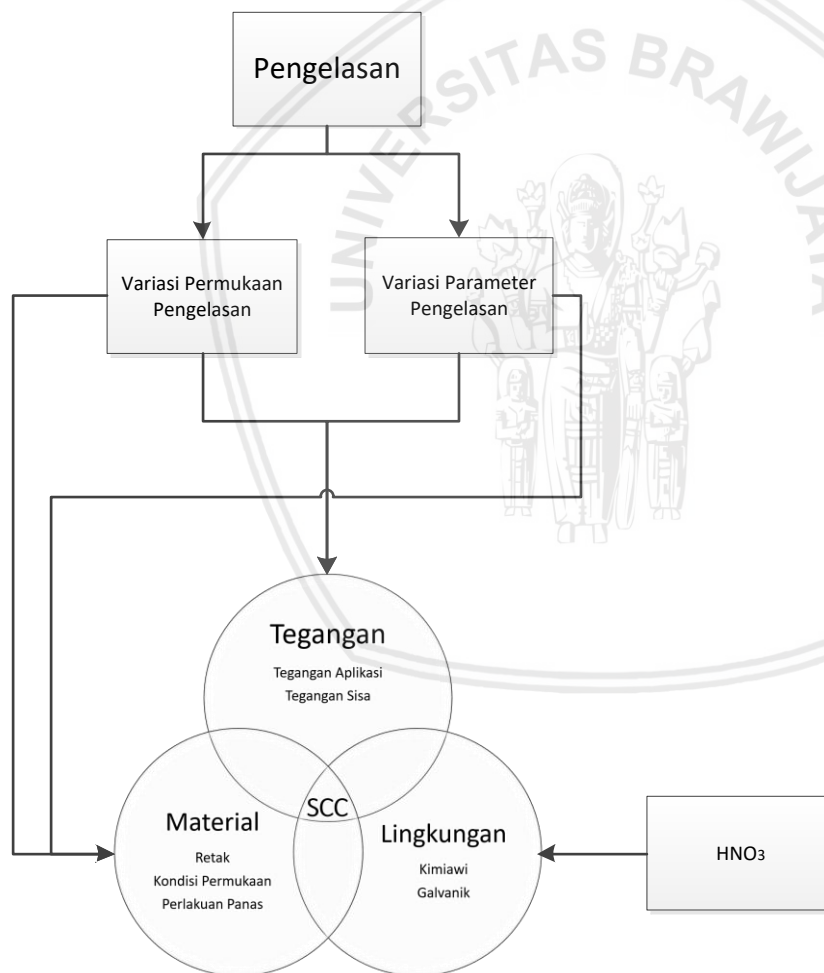 Pengelasan
UNIVERSITAS BRAWIJAYA
Variasi Permukaan
Pengelasan
Variasi Parameter
Pengelasan
Tegangan
Tegangan Aplikasi
Tegangan Sisa
SCC
Material
Retak
Kondisi Permukaan
Perlakuan Panas
Lingkungan
Kimiawi
Galvanik
HNO3